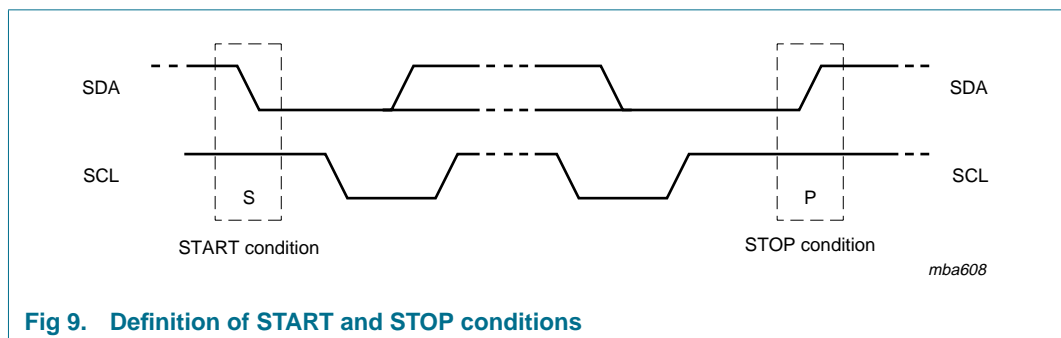 SDA
SDA
SCL
SCL
S
P
START condition
STOP condition
mba608
Fig 9. Definition of START and STOP conditions